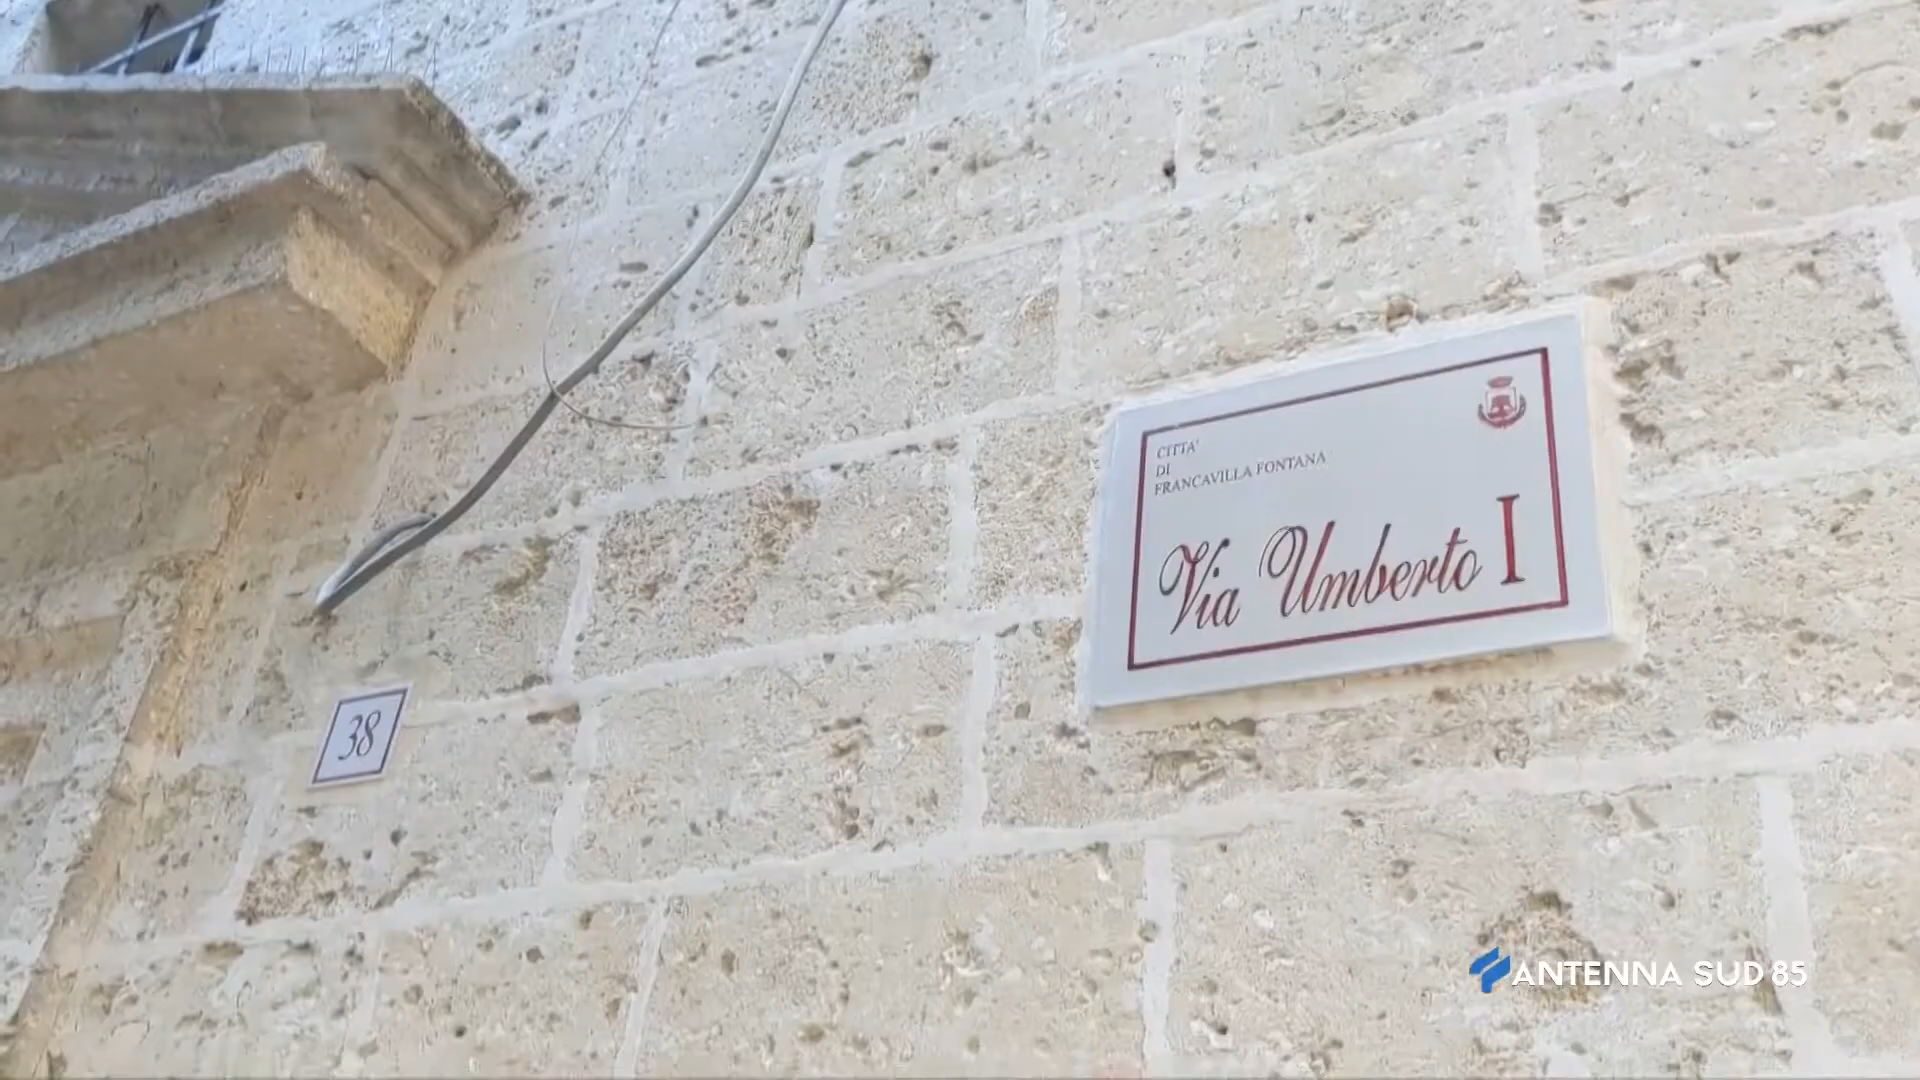 CITTA'
DI
FRANCAVILLA FONTANA
Via Umberto I
38
ANTENNA SUD 85